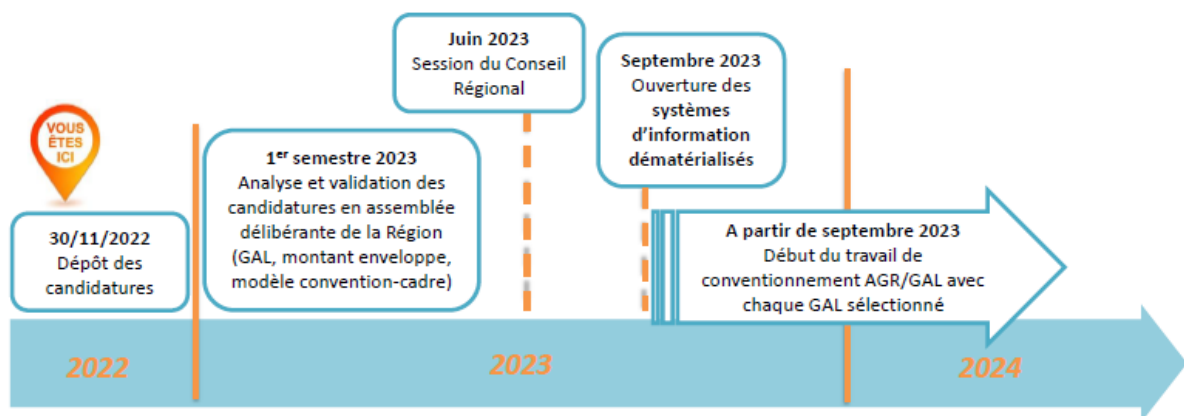 VOUS
ÊTES
ICI
30/11/2022
Dépôt des
candidatures
1er semestre 2023
Analyse et validation des
candidatures en assemblée
délibérante de la Région
(GAL, montant enveloppe,
modèle convention-cadre)
Juin 2023
Session du Conseil
Régional
Septembre 2023
Ouverture des
systèmes
d'information
dématérialisés
A partir de septembre 2023
Début du travail de
conventionnement AGR/GAL avec
chaque GAL sélectionné
2022
2023
2024